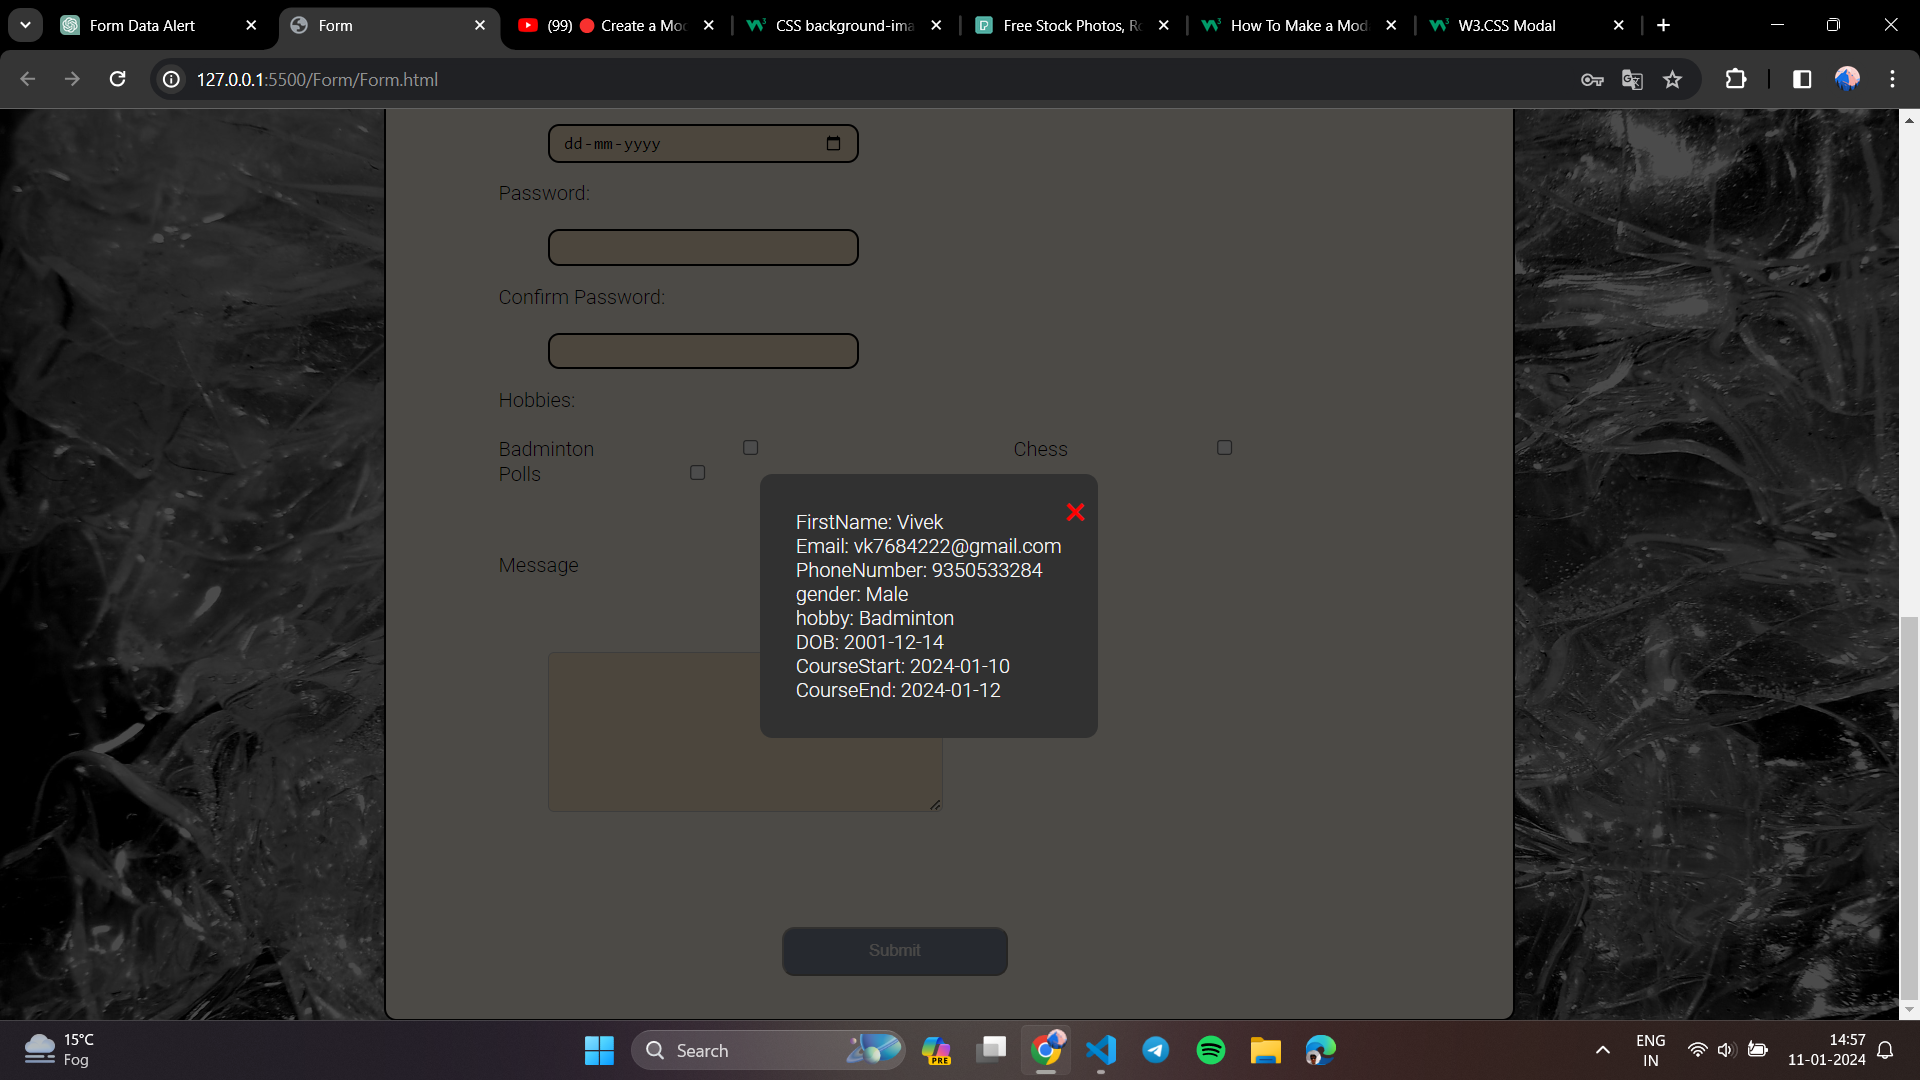 Form Data Alert
Form
(99) Create a Mod
CSS background-ima
Free Stock Photos, Ro
How To Make a Mod
W3.CSS Modal
127.0.0.1:5500/Form/Form.html
dd-mm-yyyy
Password:
Confirm Password:
Hobbies:
Badminton Chess
Polls
FirstName: Vivek
Email: vk7684222@gmail.com
PhoneNumber: 9350533284
gender: Male
hobby: Badminton
DOB: 2001-12-14
CourseStart: 2024-01-10
CourseEnd: 2024-01-12
Message
Submit
15°C
Fog
Search
PRE
ENG
IN
14:57
11-01-2024